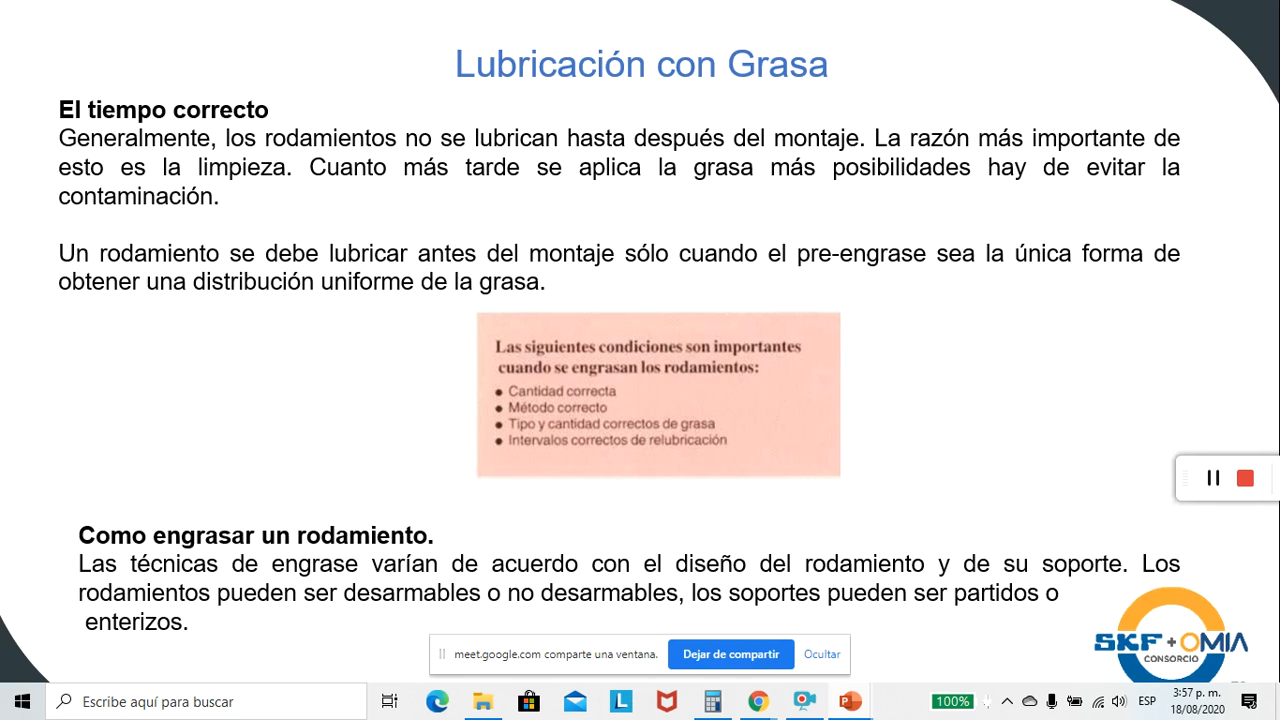 Lubricación con Grasa
El tiempo correcto
Generalmente, los rodamientos no se lubrican hasta después del montaje. La razón más importante de
esto es la limpieza. Cuanto más tarde se aplica la grasa más posibilidades hay de evitar la
contaminación.
Un rodamiento se debe lubricar antes del montaje sólo cuando el pre-engrase sea la única forma de
obtener una distribución uniforme de la grasa.
Las siguientes condiciones son importantes
cuando se engrasan los rodamientos:
● Cantidad correcta
● Método correcto
● Tipo y cantidad correctos de grasa
● Intervalos correctos de relubricación
Como engrasar un rodamiento.
Las técnicas de engrase varían de acuerdo con el diseño del rodamiento y de su soporte. Los
rodamientos pueden ser desarmables o no desarmables, los soportes pueden ser partidos o
enterizos.
SKF + OMIA
CONSORCIO
meet.google.com comparte una ventana.
Dejar de compartir
Ocultar
Escribe aquí para buscar
L
100%
ESP
3:57 p. m.
18/08/2020